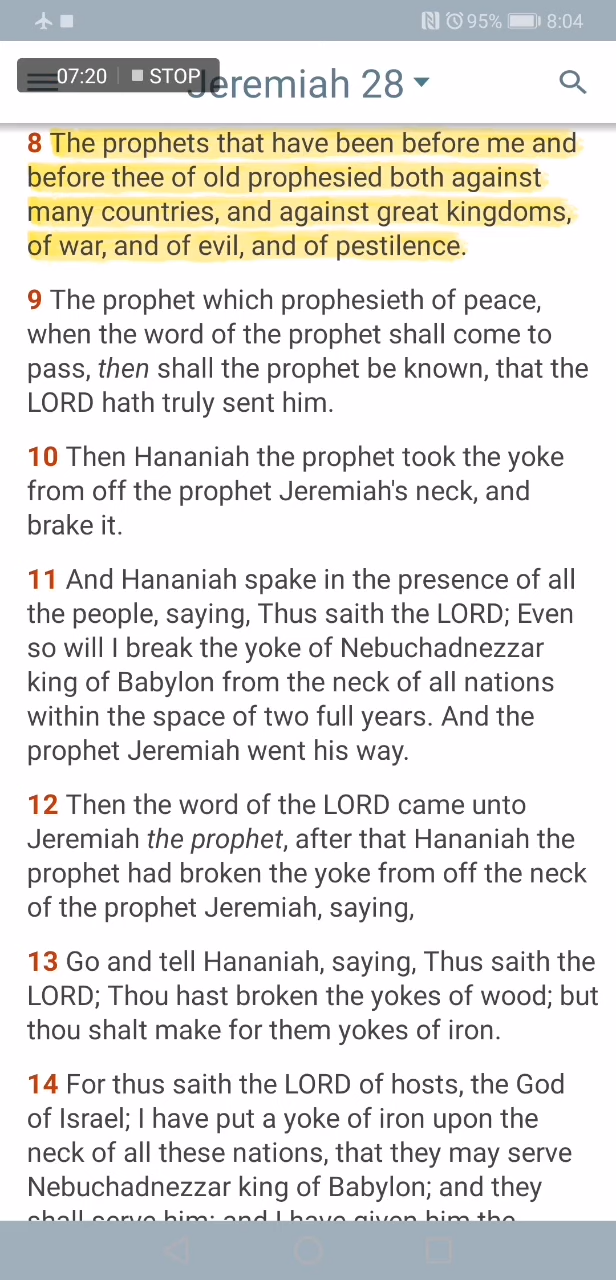 95% 8:04
07:20 STOP Jeremiah 28
8 The prophets that have been before me and
before thee of old prophesied both against
many countries, and against great kingdoms,
of war, and of evil, and of pestilence.
9 The prophet which prophesieth of peace,
when the word of the prophet shall come to
pass, then shall the prophet be known, that the
LORD hath truly sent him.
10 Then Hananiah the prophet took the yoke
from off the prophet Jeremiah's neck, and
brake it.
11 And Hananiah spake in the presence of all
the people, saying, Thus saith the LORD; Even
so will I break the yoke of Nebuchadnezzar
king of Babylon from the neck of all nations
within the space of two full years. And the
prophet Jeremiah went his way.
12 Then the word of the LORD came unto
Jeremiah the prophet, after that Hananiah the
prophet had broken the yoke from off the neck
of the prophet Jeremiah, saying,
13 Go and tell Hananiah, saying, Thus saith the
LORD; Thou hast broken the yokes of wood; but
thou shalt make for them yokes of iron.
14 For thus saith the LORD of hosts, the God
of Israel; I have put a yoke of iron upon the
neck of all these nations, that they may serve
Nebuchadnezzar king of Babylon; and they
shall serve him: and I have given him the